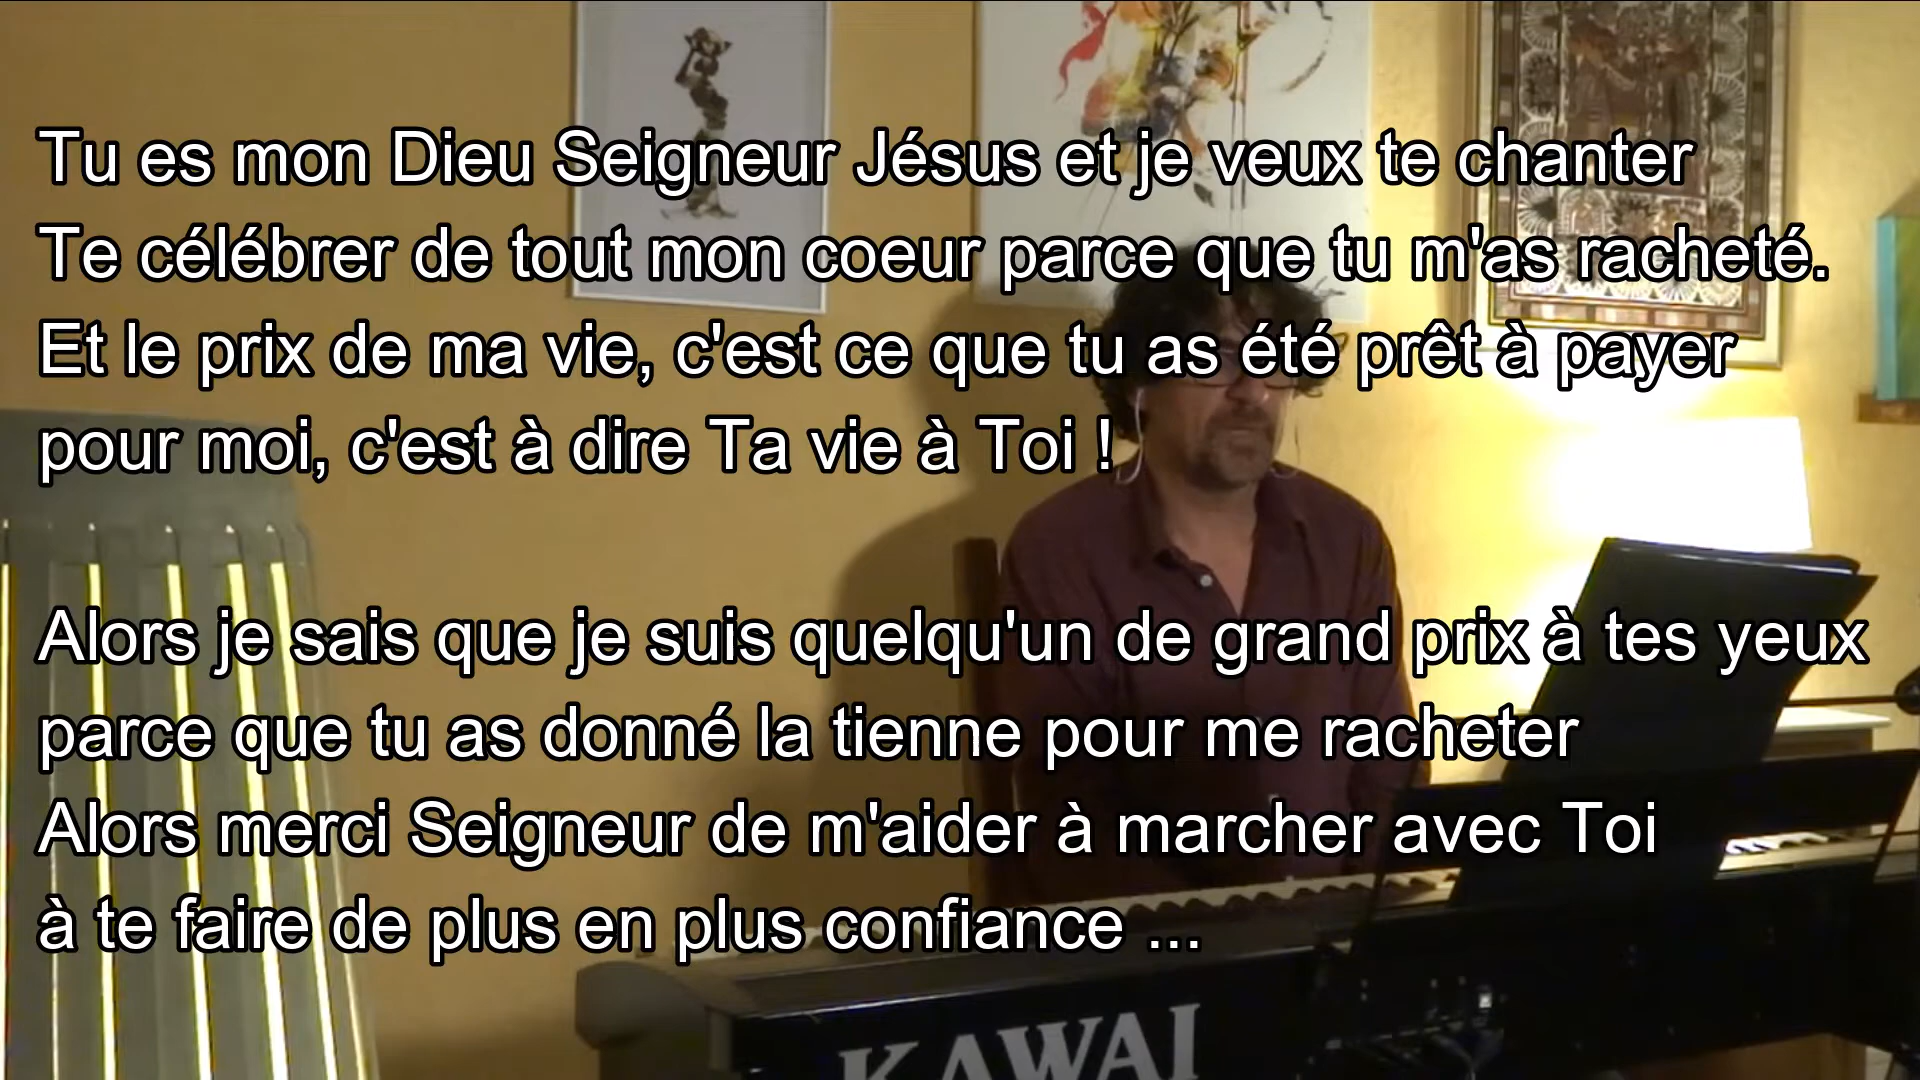 Tu es mon Dieu Seigneur Jésus et je veux te chanter
Te célébrer de tout mon coeur parce que tu m'as racheté.
Et le prix de ma vie, c'est ce que tu as été prêt à payer
pour moi, c'est à dire Ta vie à Toi !
Alors je sais que je suis quelqu'un de grand prix à tes yeux
parce que tu as donné la tienne pour me racheter
Alors merci Seigneur de m'aider à marcher avec Toi
à te faire de plus en plus confiance ...
KAWAI